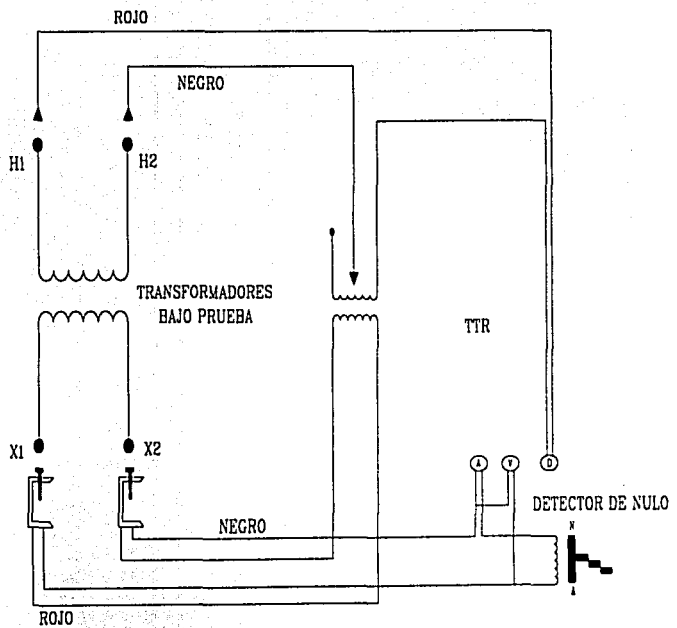 ROJO
NEGRO
H1
H2
TRANSFORMADORES
BAJO PRUEBA
TTR
X1
X2
A
V
D
DETECTOR DE NULO
NEGRO
N
A
ROJO